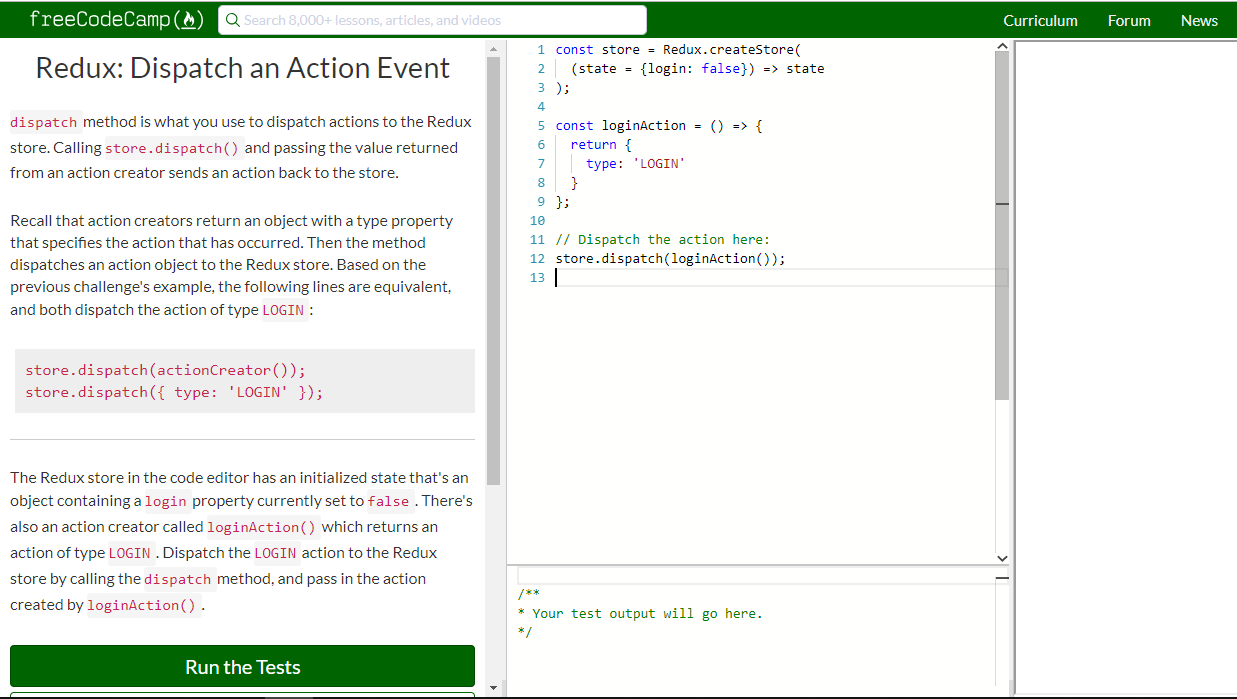 freeCodeCamp
Search 8,000+ lessons, articles, and videos
Curriculum
Forum
News
Redux: Dispatch an Action Event
dispatch method is what you use to dispatch actions to the Redux
store. Calling store.dispatch() and passing the value returned
from an action creator sends an action back to the store.
Recall that action creators return an object with a type property
that specifies the action that has occurred. Then the method
dispatches an action object to the Redux store. Based on the
previous challenge's example, the following lines are equivalent,
and both dispatch the action of type LOGIN :
store.dispatch(actionCreator());
store.dispatch({ type: 'LOGIN' });
The Redux store in the code editor has an initialized state that's an
object containing a login property currently set to false . There's
also an action creator called loginAction() which returns an
action of type LOGIN . Dispatch the LOGIN action to the Redux
store by calling the dispatch method, and pass in the action
created by loginAction() .
Run the Tests
1 const store = Redux.createStore(
2 (state = {login: false}) => state
3 );
4
5 const loginAction = () => {
6 return {
7 type: 'LOGIN'
8 }
9 };
10
11 // Dispatch the action here:
12 store.dispatch(loginAction());
13
/**
* Your test output will go here.
*/